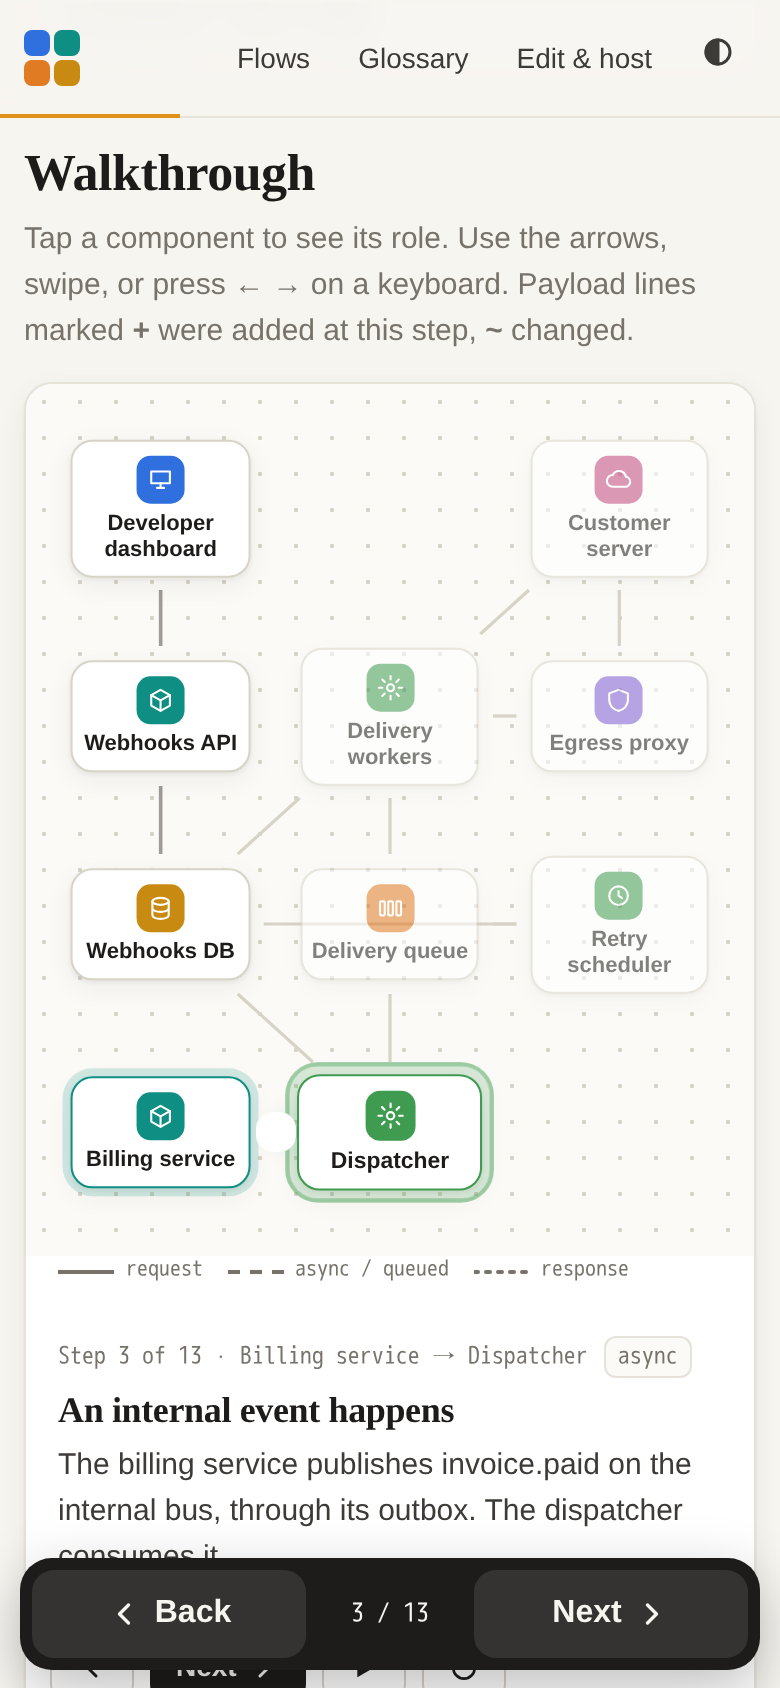 Flows Glossary Edit & host
Walkthrough
Tap a component to see its role. Use the arrows,
swipe, or press ← → on a keyboard. Payload lines
marked + were added at this step, ~ changed.
Developer
dashboard
Customer
server
Webhooks API
Delivery
workers
Egress proxy
Webhooks DB
Delivery queue
Retry
scheduler
Billing service
Dispatcher
request async / queued response
Step 3 of 13 · Billing service → Dispatcher async
An internal event happens
The billing service publishes invoice.paid on the
internal bus, through its outbox. The dispatcher
consumes it.
Back 3 / 13 Next
Next